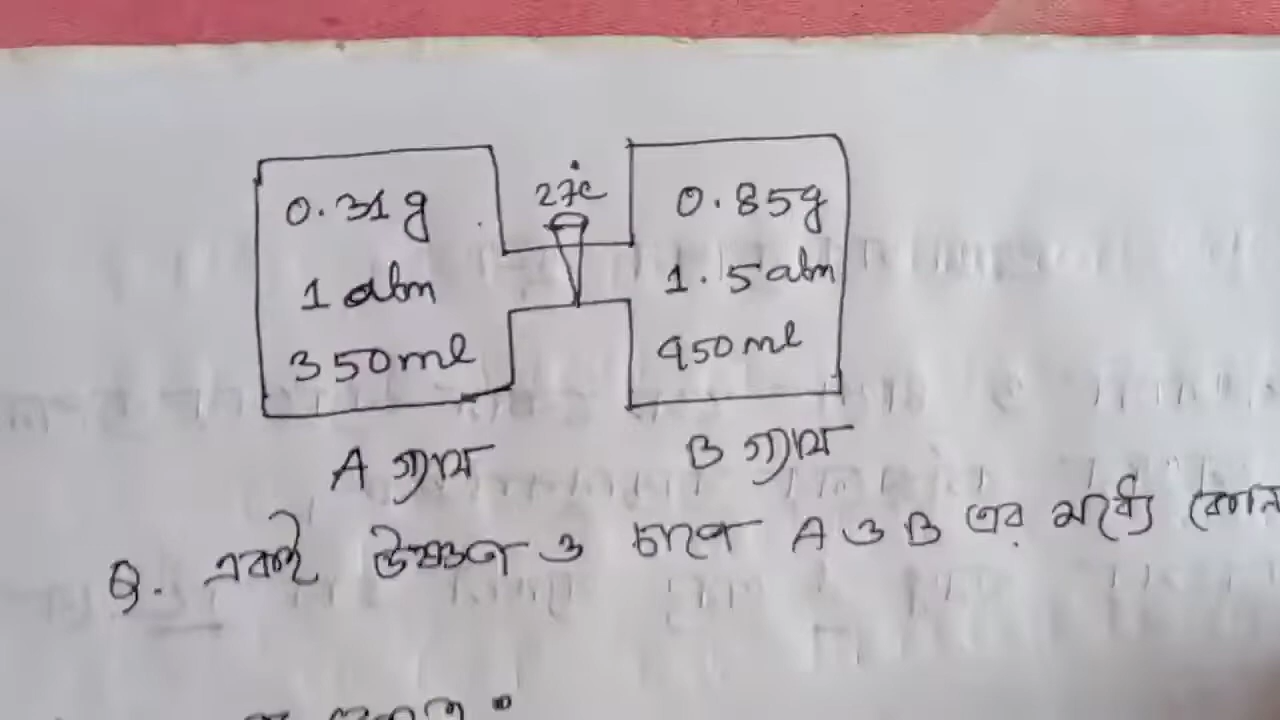 0.31g
1 atm
350ml
27°c
0.85g
1.5 atm
450ml
A গ্যাস
B গ্যাস
Q. একই উষ্ণতা ও চাপে A ও B এর মধ্যে কোন